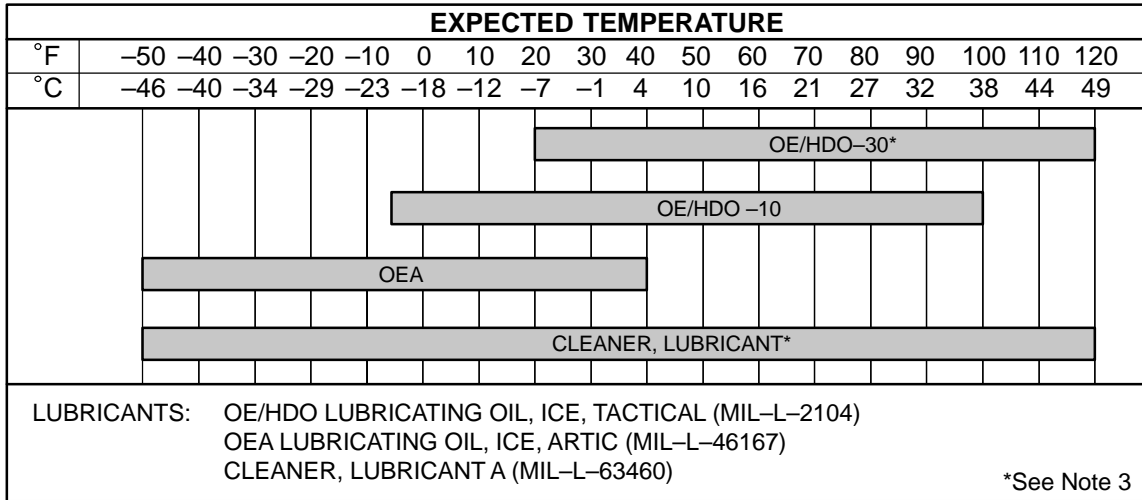 EXPECTED TEMPERATURE
°F –50 –40 –30 –20 –10 0 10 20 30 40 50 60 70 80 90 100 110 120
°C –46 –40 –34 –29 –23 –18 –12 –7 –1 4 10 16 21 27 32 38 44 49
OE/HDO–30*
OE/HDO –10
OEA
CLEANER, LUBRICANT*
LUBRICANTS: OE/HDO LUBRICATING OIL, ICE, TACTICAL (MIL–L–2104)
OEA LUBRICATING OIL, ICE, ARTIC (MIL–L–46167)
CLEANER, LUBRICANT A (MIL–L–63460)
*See Note 3